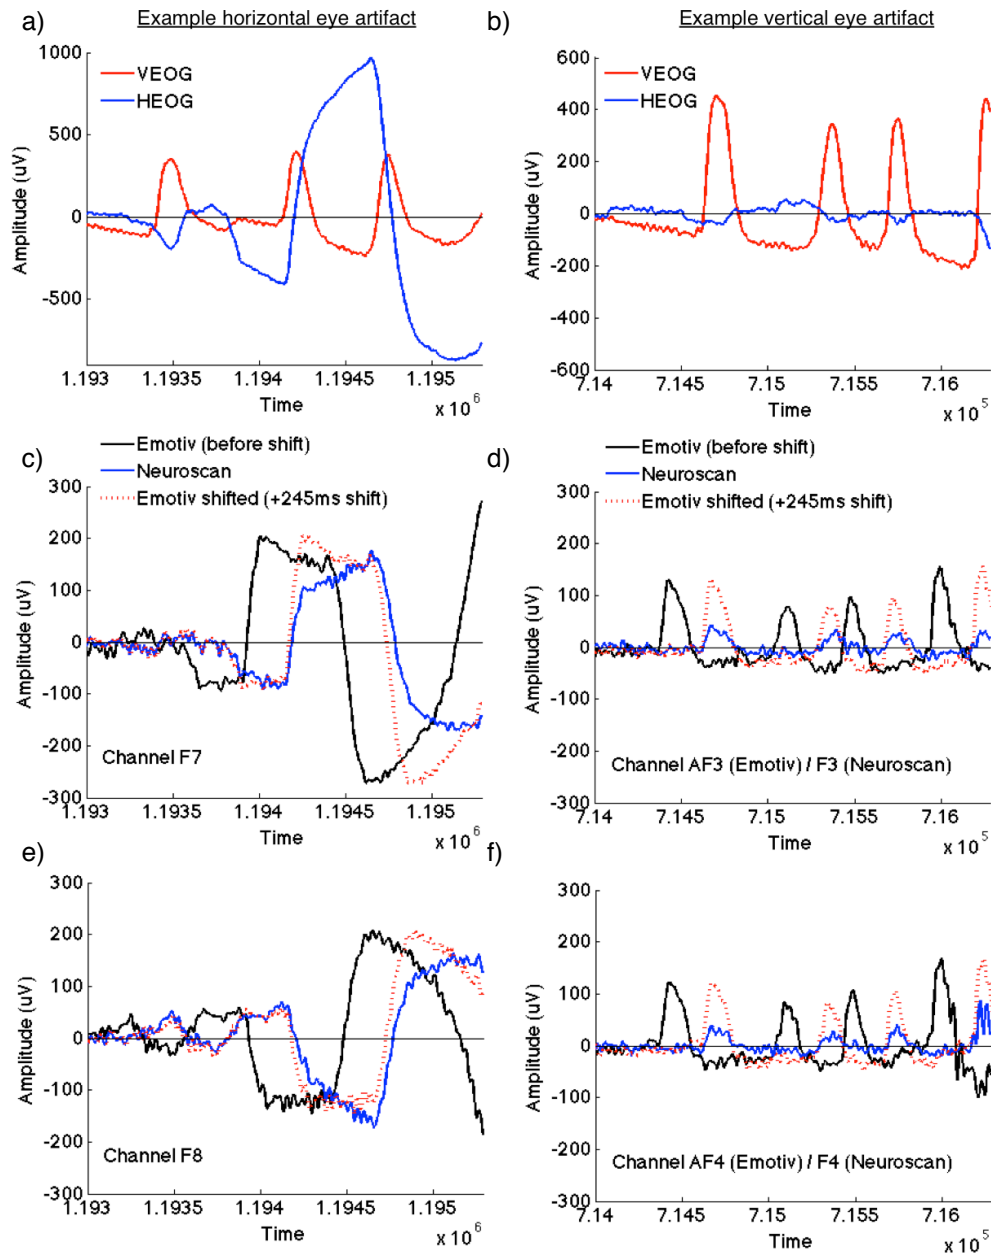 a) Example horizontal eye artifact
1000
500
0
-500
Amplitude (uV)
VEOG
HEOG
1.193 1.1935 1.194 1.1945 1.195
Time x 10^6
b) Example vertical eye artifact
600
400
200
0
-200
-400
-600
Amplitude (uV)
VEOG
HEOG
7.14 7.145 7.15 7.155 7.16
Time x 10^5
c)
Emotiv (before shift)
Neuroscan
Emotiv shifted (+245ms shift)
300
200
100
0
-100
-200
-300
Amplitude (uV)
Channel F7
1.193 1.1935 1.194 1.1945 1.195
Time x 10^6
d)
Emotiv (before shift)
Neuroscan
Emotiv shifted (+245ms shift)
300
200
100
0
-100
-200
-300
Amplitude (uV)
Channel AF3 (Emotiv) / F3 (Neuroscan)
7.14 7.145 7.15 7.155 7.16
Time x 10^5
e)
300
200
100
0
-100
-200
-300
Amplitude (uV)
Channel F8
1.193 1.1935 1.194 1.1945 1.195
Time x 10^6
f)
300
200
100
0
-100
-200
-300
Amplitude (uV)
Channel AF4 (Emotiv) / F4 (Neuroscan)
7.14 7.145 7.15 7.155 7.16
Time x 10^5